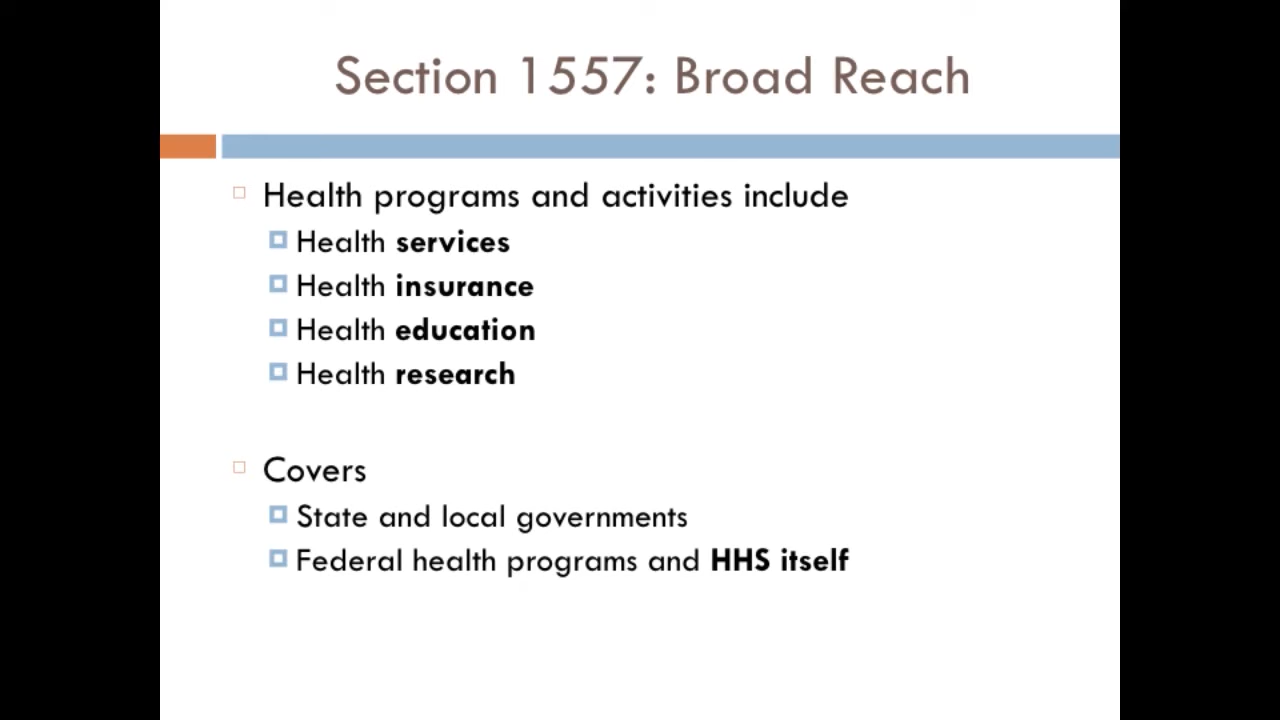 Section 1557: Broad Reach
Health programs and activities include
Health services
Health insurance
Health education
Health research
Covers
State and local governments
Federal health programs and HHS itself